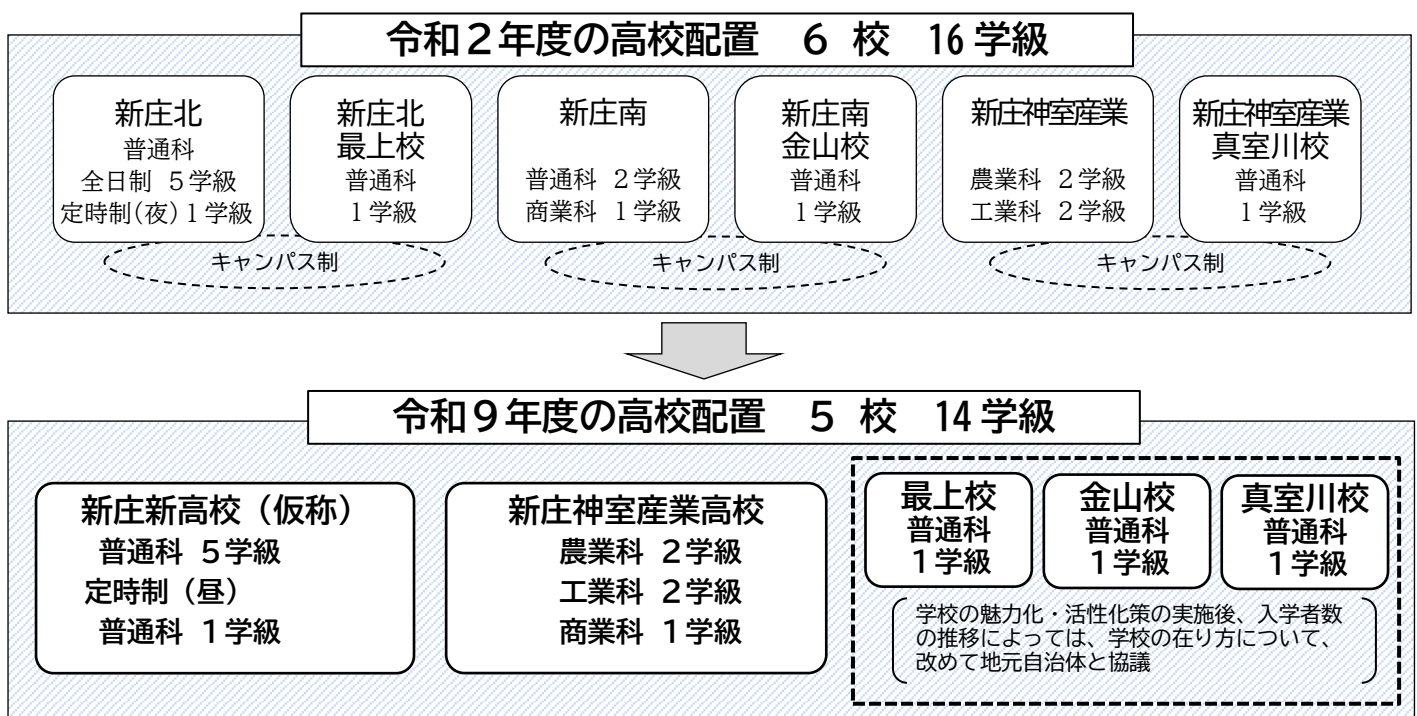 令和２年度の高校配置　６ 校　16 学級
新庄北
普通科
全日制 ５学級
定時制(夜)１学級
新庄北
最上校
普通科
１学級
キャンパス制
新庄南
普通科 ２学級
商業科 １学級
新庄南
金山校
普通科
１学級
キャンパス制
新庄神室産業
農業科 ２学級
工業科 ２学級
新庄神室産業
真室川校
普通科
１学級
キャンパス制
令和９年度の高校配置　５ 校　14 学級
新庄新高校（仮称）
普通科 ５学級
定時制（昼）
普通科 １学級
新庄神室産業高校
農業科 ２学級
工業科 ２学級
商業科 １学級
最上校
普通科
１学級
金山校
普通科
１学級
真室川校
普通科
１学級
学校の魅力化・活性化策の実施後、入学者数
の推移によっては、学校の在り方について、
改めて地元自治体と協議